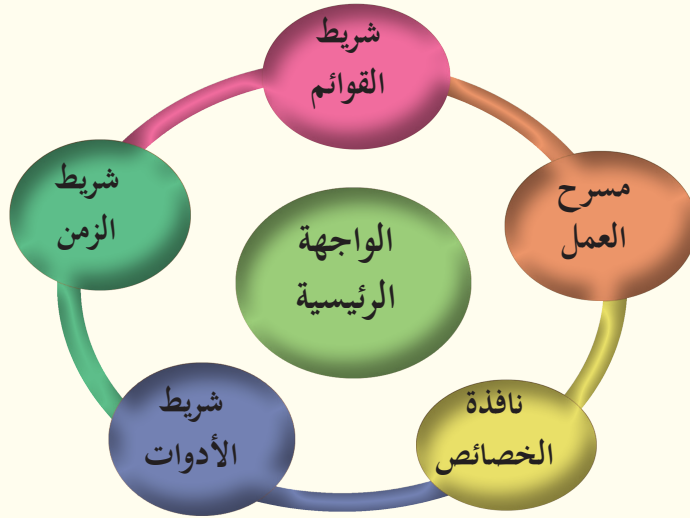 شريط
القوائم
مسرح
العمل
شريط
الزمن
الواجهة
الرئيسية
نافذة
الخصائص
شريط
الأدوات